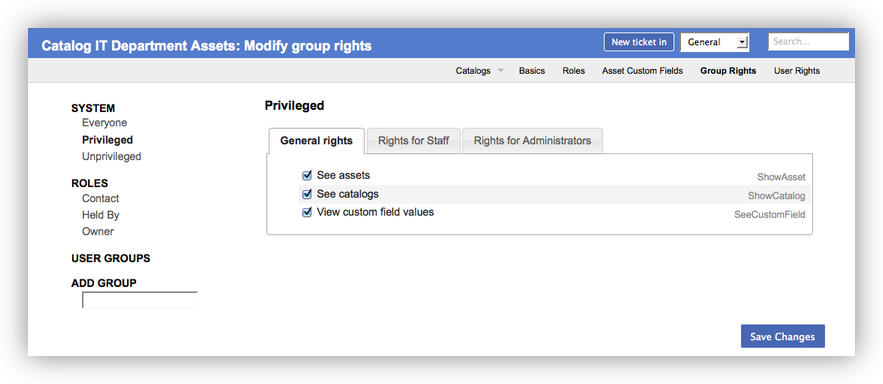 Catalog IT Department Assets: Modify group rights
New ticket in
General
Search...
Catalogs
Basics
Roles
Asset Custom Fields
Group Rights
User Rights
SYSTEM
Everyone
Privileged
Unprivileged
ROLES
Contact
Held By
Owner
USER GROUPS
ADD GROUP
Privileged
General rights
Rights for Staff
Rights for Administrators
See assets ShowAsset
See catalogs ShowCatalog
View custom field values SeeCustomField
Save Changes